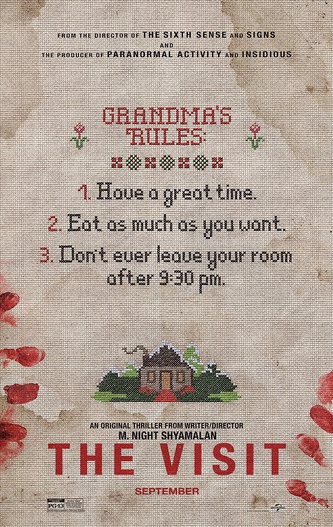 FROM THE DIRECTOR OF THE SIXTH SENSE AND SIGNS
AND
THE PRODUCER OF PARANORMAL ACTIVITY AND INSIDIOUS
GRANDMA'S
RULES:
1. Have a great time.
2. Eat as much as you want.
3. Don't ever leave your room
after 9:30 pm.
AN ORIGINAL THRILLER FROM WRITER/DIRECTOR
M. NIGHT SHYAMALAN
THE VISIT
SEPTEMBER
PG-13